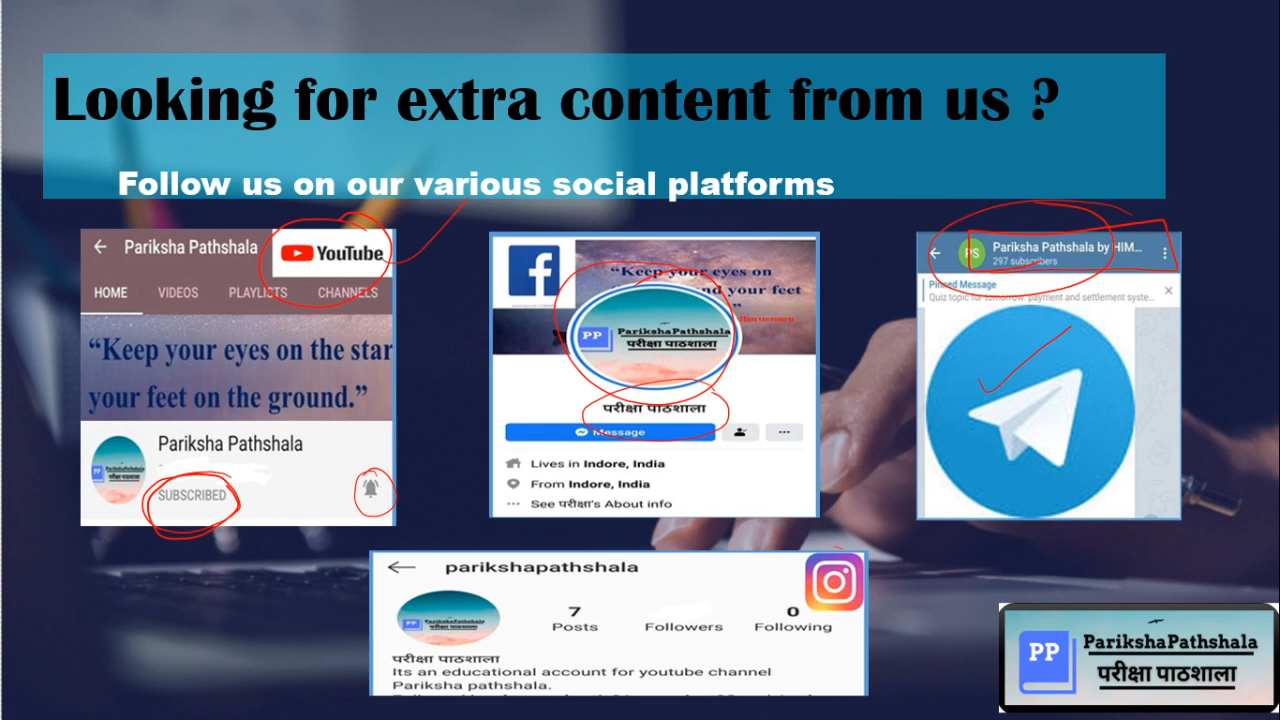 Looking for extra content from us ?
Follow us on our various social platforms
Pariksha Pathshala
YouTube
HOME VIDEOS PLAYLISTS CHANNELS
“Keep your eyes on the star
your feet on the ground.”
Pariksha Pathshala
SUBSCRIBED
“Keep your eyes on
your feet
PP
ParikshaPathshala
परीक्षा पाठशाला
परीक्षा पाठशाला
Message
Lives in Indore, India
From Indore, India
See परीक्षा's About info
PS
Pariksha Pathshala by HIM...
297 subscribers
Pinned Message
Quiz topic for tomorrow: payment and settlement syste...
parikshapathshala
7 0
Posts Followers Following
परीक्षा पाठशाला
Its an educational account for youtube channel
Pariksha pathshala.
PP
ParikshaPathshala
परीक्षा पाठशाला